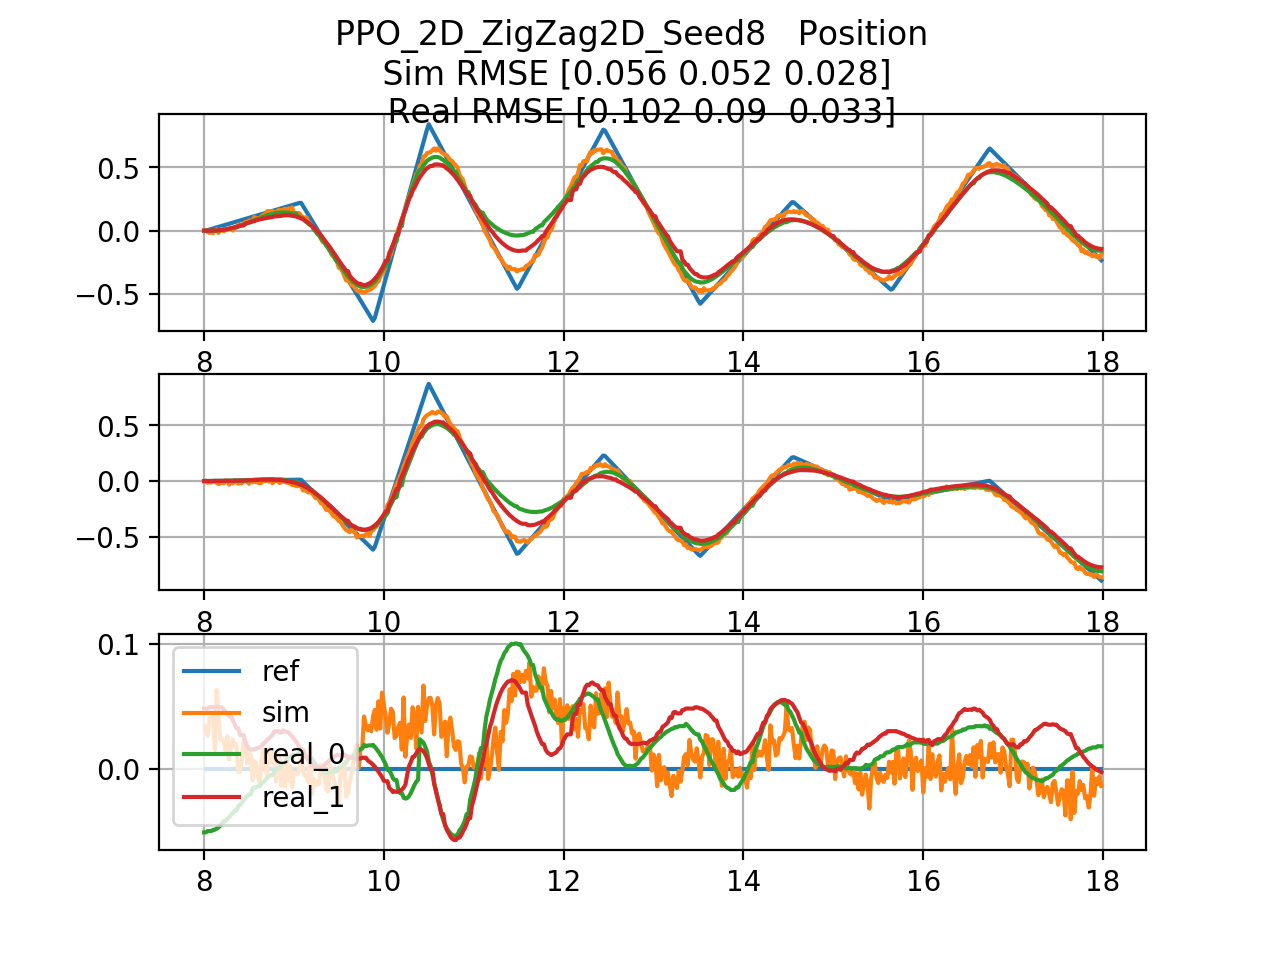 PPO_2D_ZigZag2D_Seed8   Position
Sim RMSE [0.056 0.052 0.028]
Real RMSE [0.102 0.09  0.033]
0.5
0.0
−0.5
8 10 12 14 16 18
0.5
0.0
−0.5
8 10 12 14 16 18
0.1
0.0
ref
sim
real_0
real_1
8 10 12 14 16 18